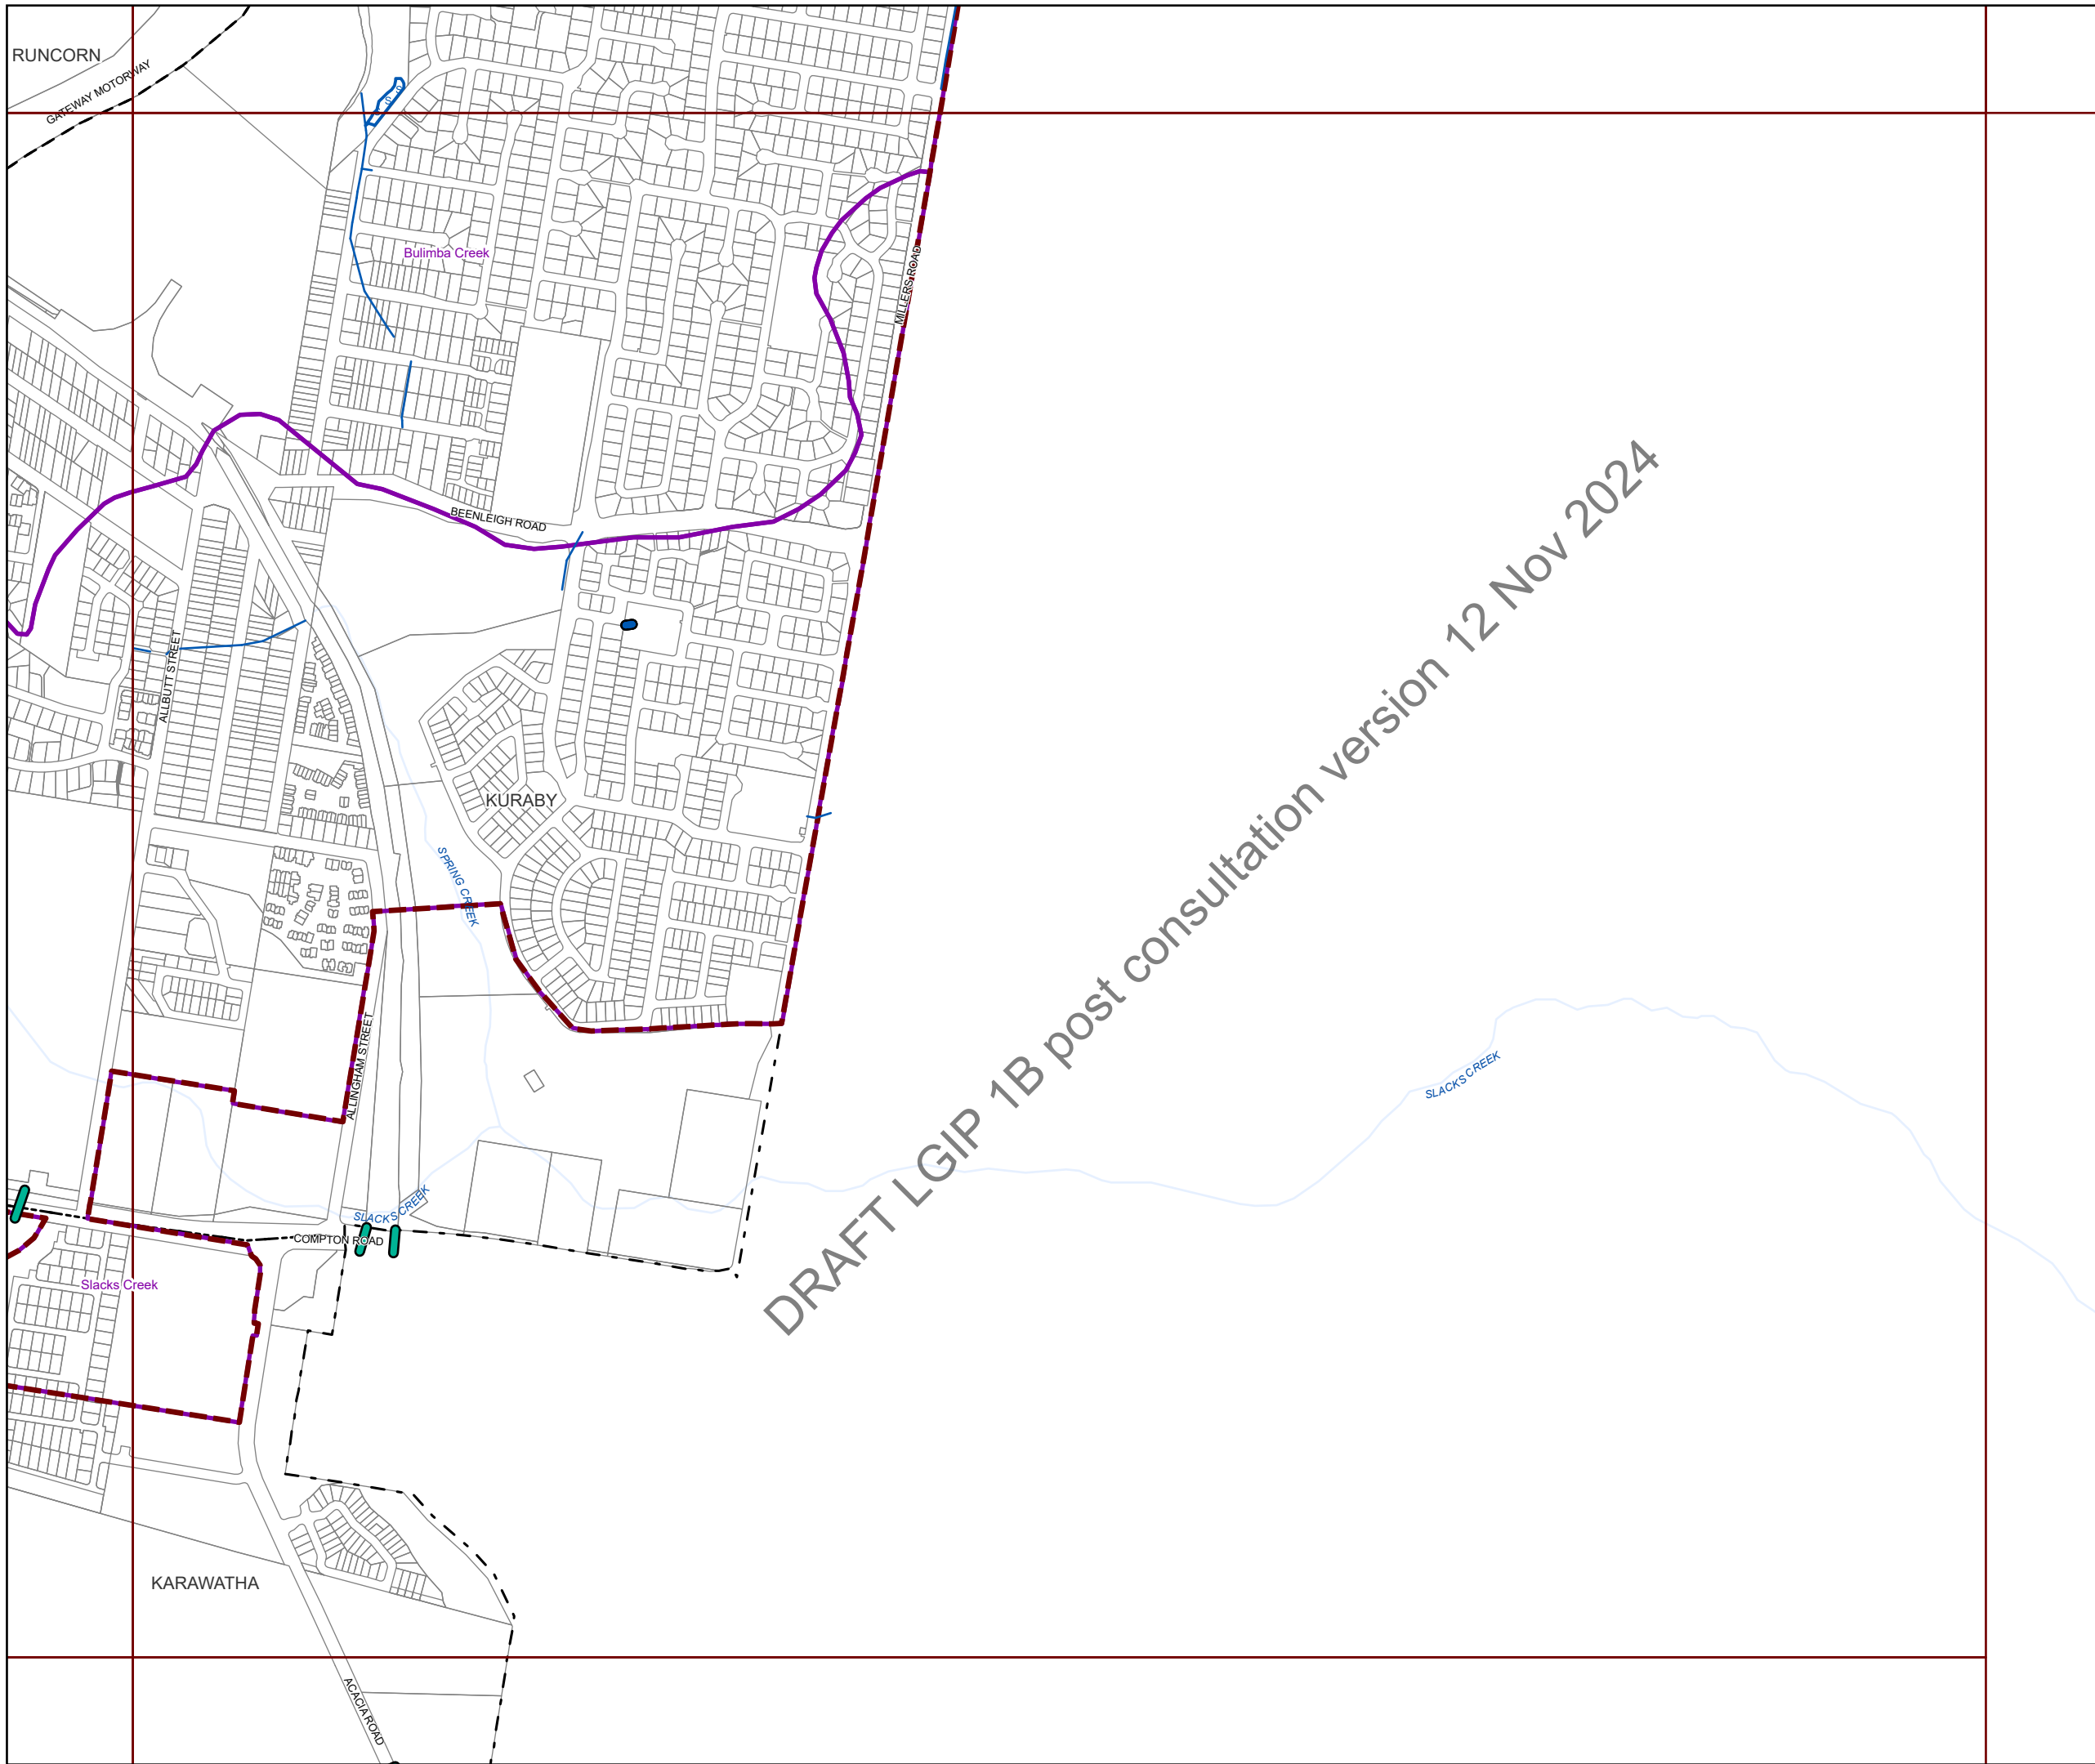 RUNCORN
GATEWAY MOTORWAY
S
S
Bulimba Creek
MILLERS ROAD
BEENLEIGH ROAD
ALLBUTT STREET
KURABY
SPRING CREEK
ALLINGHAM STREET
SLACKS CREEK
SLACKS CREEK
COMPTON ROAD
Slacks Creek
DRAFT LGIP 1B post consultation version 12 Nov 2024
KARAWATHA
ACACIA ROAD